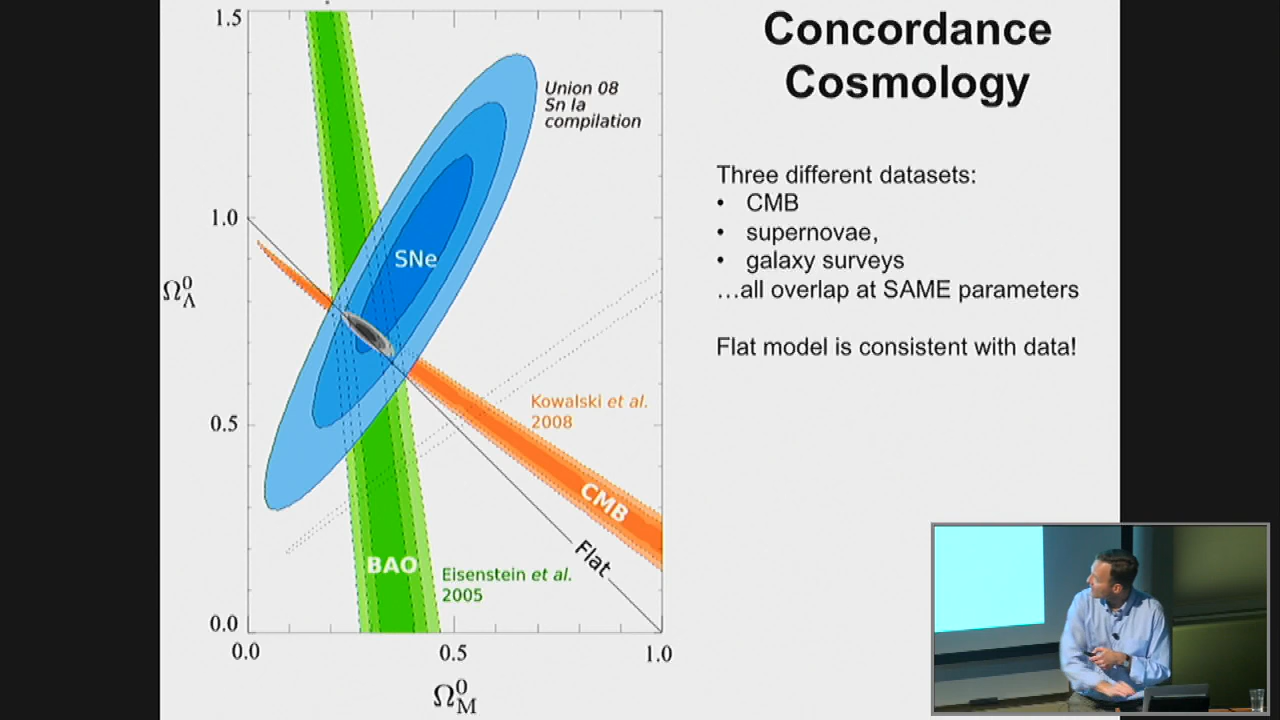 Concordance
Cosmology
Three different datasets:
• CMB
• supernovae,
• galaxy surveys
…all overlap at SAME parameters
Flat model is consistent with data!
1.5
1.0
0.5
0.0
Ω⁰_Λ
0.0
0.5
1.0
Ω⁰_M
Union 08
Sn Ia
compilation
SNe
Kowalski et al.
2008
CMB
Flat
BAO
Eisenstein et al.
2005